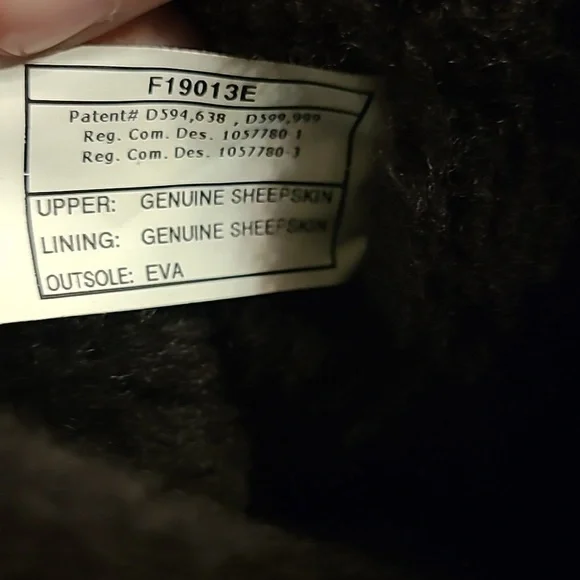 F19013E
Patent# D594,638 , D599,999
Reg. Com. Des. 1057780-1
Reg. Com. Des. 1057780-3
UPPER: GENUINE SHEEPSKIN
LINING: GENUINE SHEEPSKIN
OUTSOLE: EVA